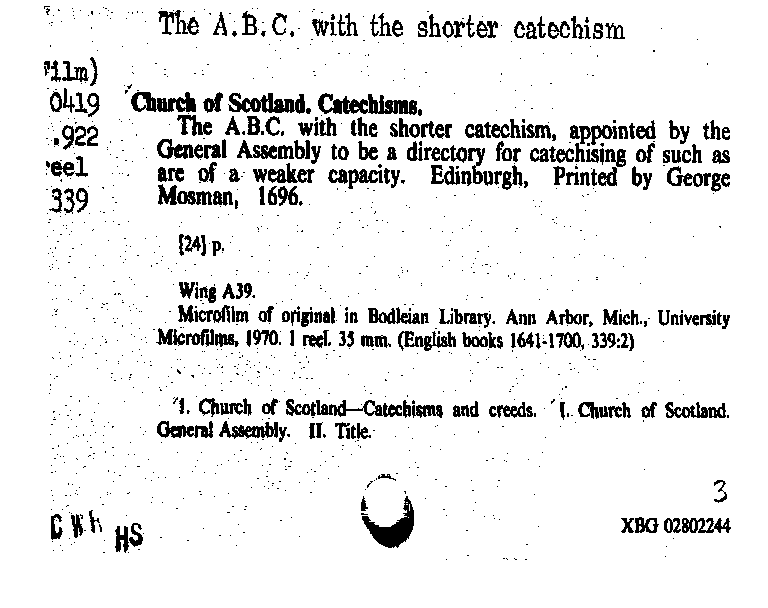 The A.B.C. with the shorter catechism
Film)
0419
.922
reel
339
Church of Scotland. Catechisms.
The A.B.C. with the shorter catechism, appointed by the
General Assembly to be a directory for catechising of such as
are of a weaker capacity. Edinburgh, Printed by George
Mosman, 1696.
[24] p.
Wing A39.
Microfilm of original in Bodleian Library. Ann Arbor, Mich., University
Microfilms, 1970. 1 reel. 35 mm. (English books 1641-1700, 339:2)
1. Church of Scotland—Catechisms and creeds. I. Church of Scotland.
General Assembly. II. Title.
3
C W h HS
XBG 02802244